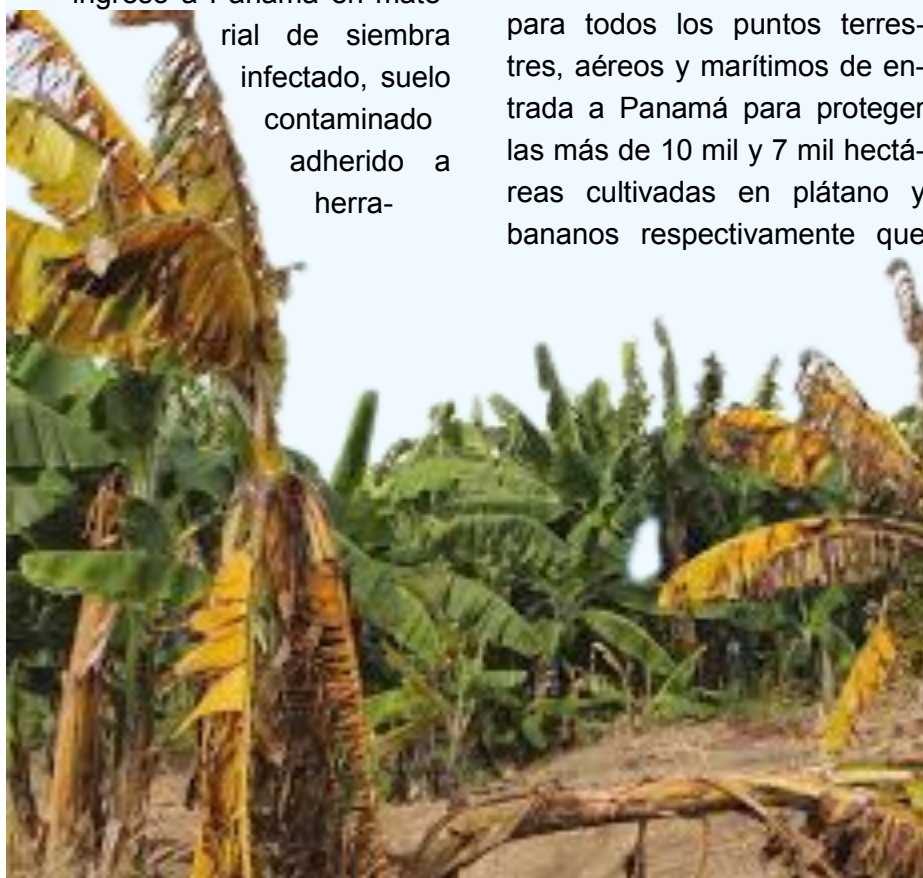 ingreso a Panamá en mate-
rial de siembra
infectado, suelo
contaminado
adherido a
herra-
para todos los puntos terres-
tres, aéreos y marítimos de en-
trada a Panamá para proteger
las más de 10 mil y 7 mil hectá-
reas cultivadas en plátano y
bananos respectivamente que